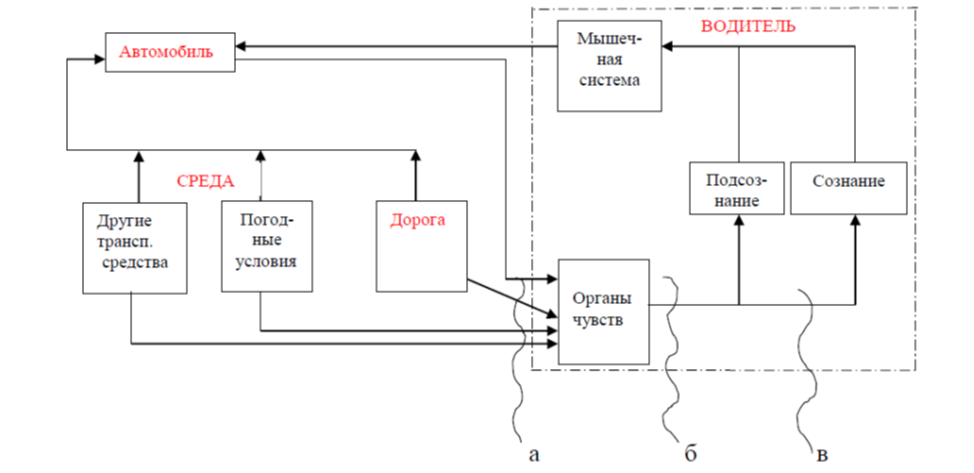 ВОДИТЕЛЬ
Автомобиль
Мышеч-
ная
система
СРЕДА
Подсоз-
нание
Сознание
Другие
трансп.
средства
Погод-
ные
условия
Дорога
Органы
чувств
а
б
в